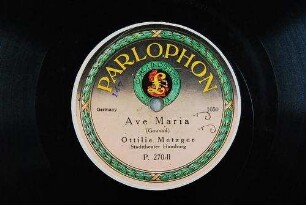 PARLOPHON
Germany
Ave Maria
(Gounod)
Ottilie Metzger
Stadttheater Hamburg
P. 270-II